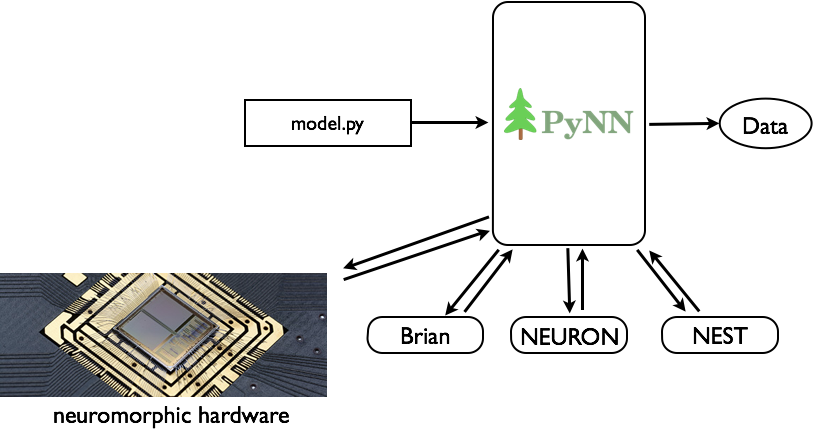 model.py
PyNN
Data
Brian
NEURON
NEST
neuromorphic hardware